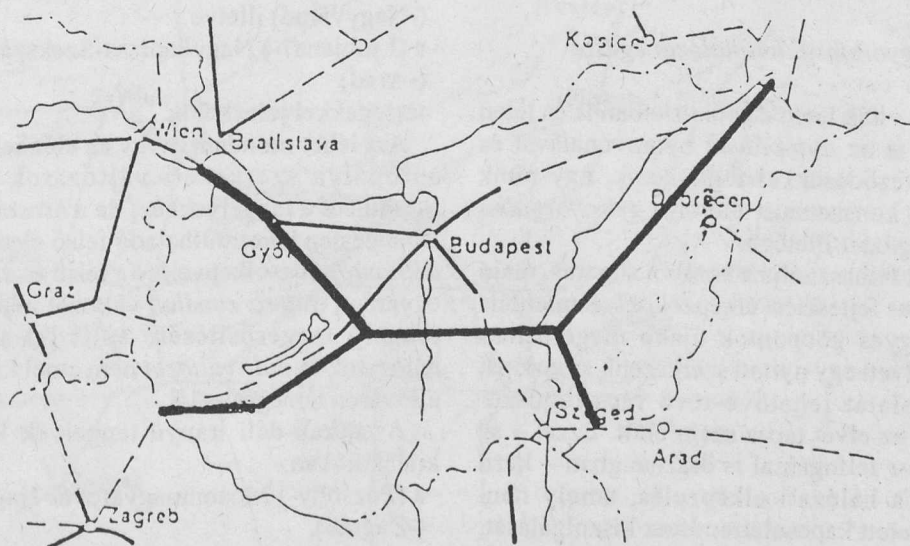 Kosice
Wien
Bratislava
Debrecen
Győr
Budapest
Graz
Szeged
Arad
Zagreb